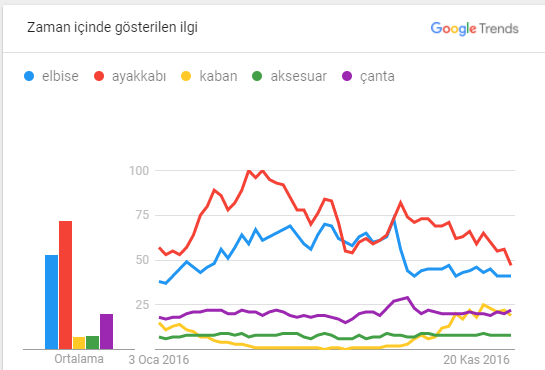 Zaman içinde gösterilen ilgi
Google Trends
elbise ayakkabı kaban aksesuar çanta
100
75
50
25
Ortalama
3 Oca 2016
20 Kas 2016